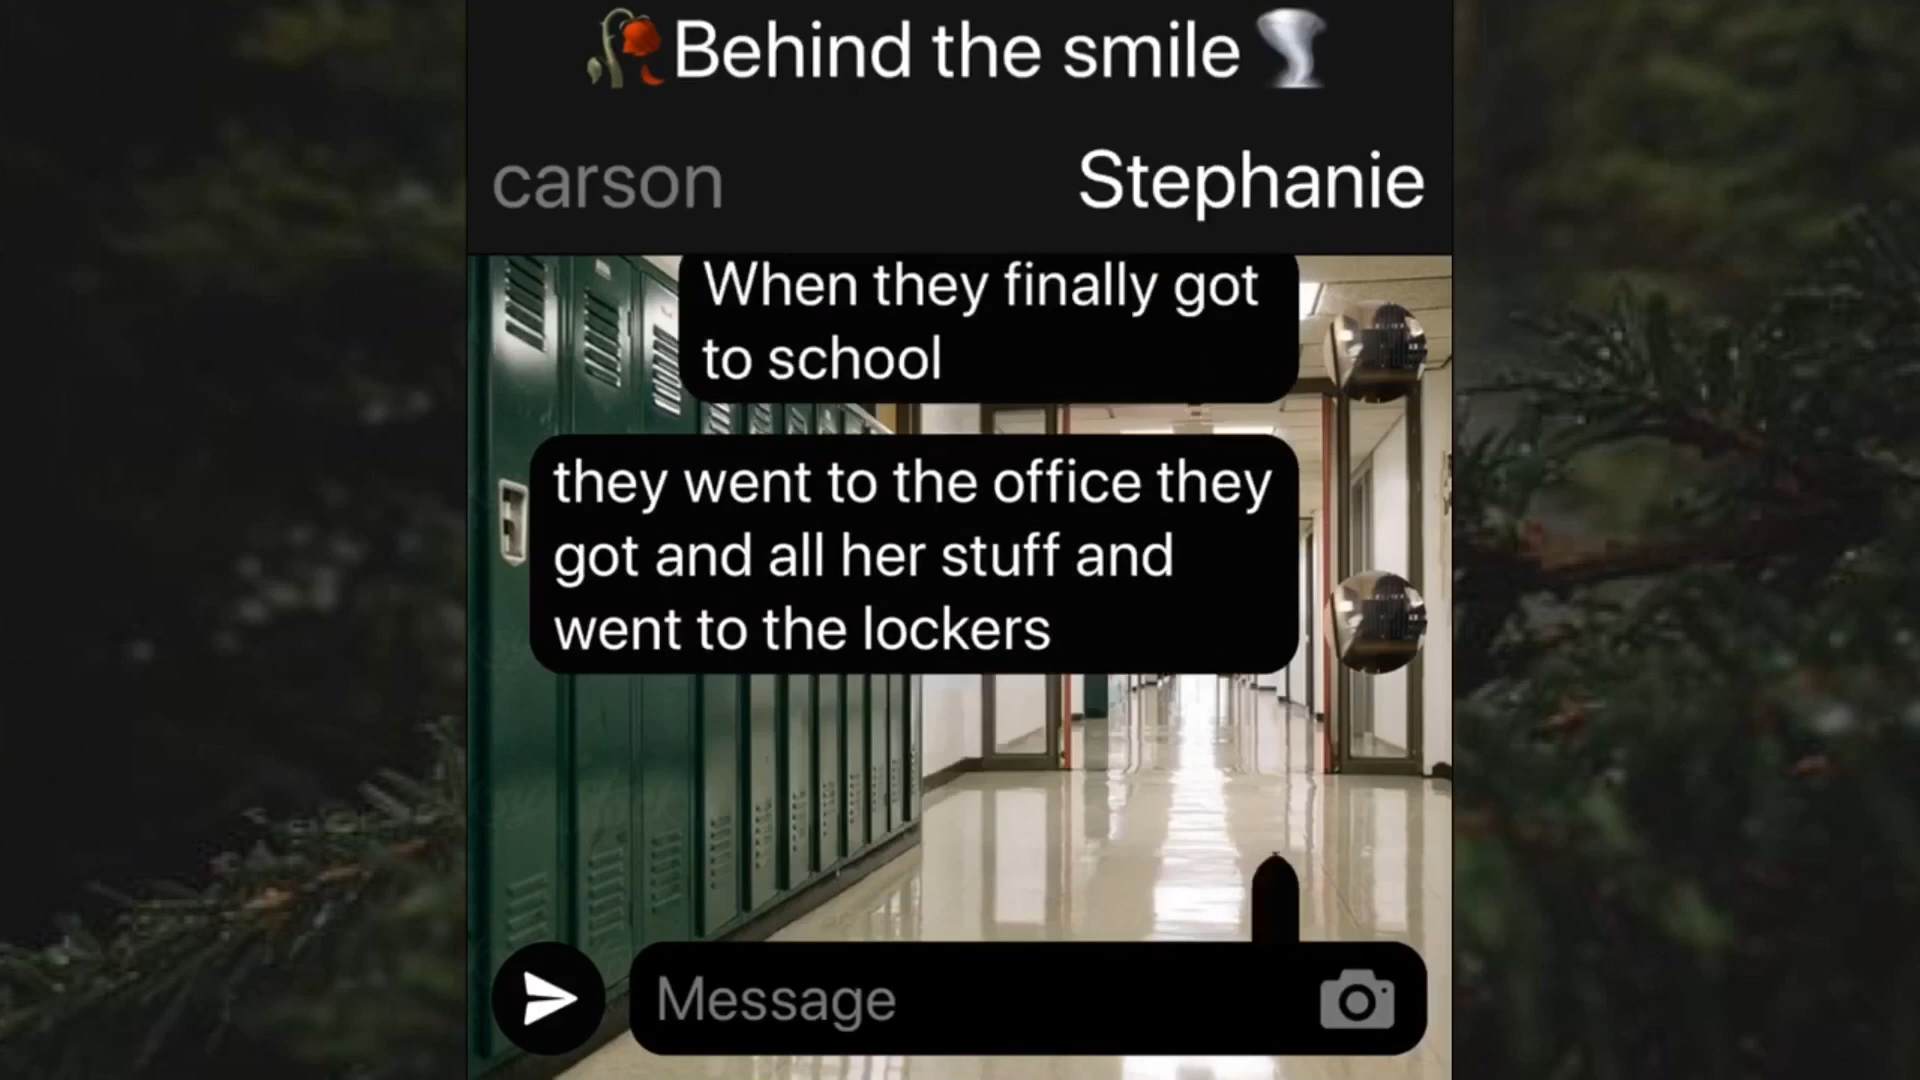 🥀Behind the smile🌪
carson
Stephanie
When they finally got
to school
they went to the office they
got and all her stuff and
went to the lockers
Message